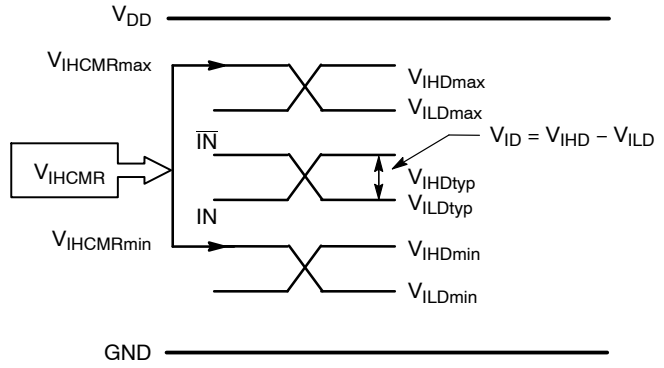 VDD
VIHCMRmax
VIHDmax
VILDmax
IN
VID = VIHD − VILD
VIHCMR
VIHDtyp
VILDtyp
IN
VIHCMRmin
VIHDmin
VILDmin
GND